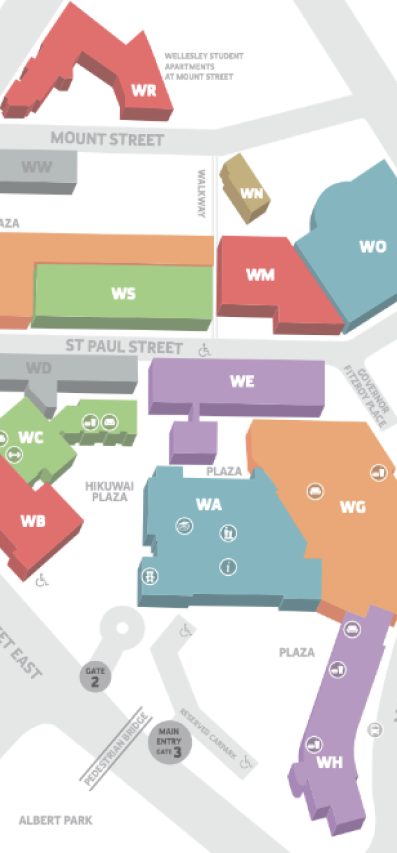 WELLESLEY STUDENT
APARTMENTS
AT MOUNT STREET
WR
MOUNT STREET
WW
WALKWAY
WN
AZA
WO
WM
WS
ST PAUL STREET
WD
WE
GOVERNOR
FITZROY PLACE
WC
PLAZA
HIKUWAI
PLAZA
WA
WG
WB
i
EET EAST
PLAZA
GATE
2
MAIN
ENTRY
GATE 3
RESERVED CARPARK
PEDESTRIAN BRIDGE
WH
ALBERT PARK